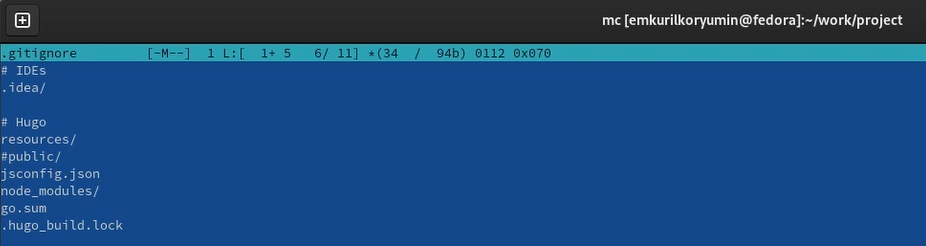 mc [emkurilkoryumin@fedora]:~/work/project
.gitignore [-M--] 1 L:[ 1+ 5 6/ 11] *(34 / 94b) 0112 0x070
# IDEs
.idea/
# Hugo
resources/
#public/
jsconfig.json
node_modules/
go.sum
.hugo_build.lock